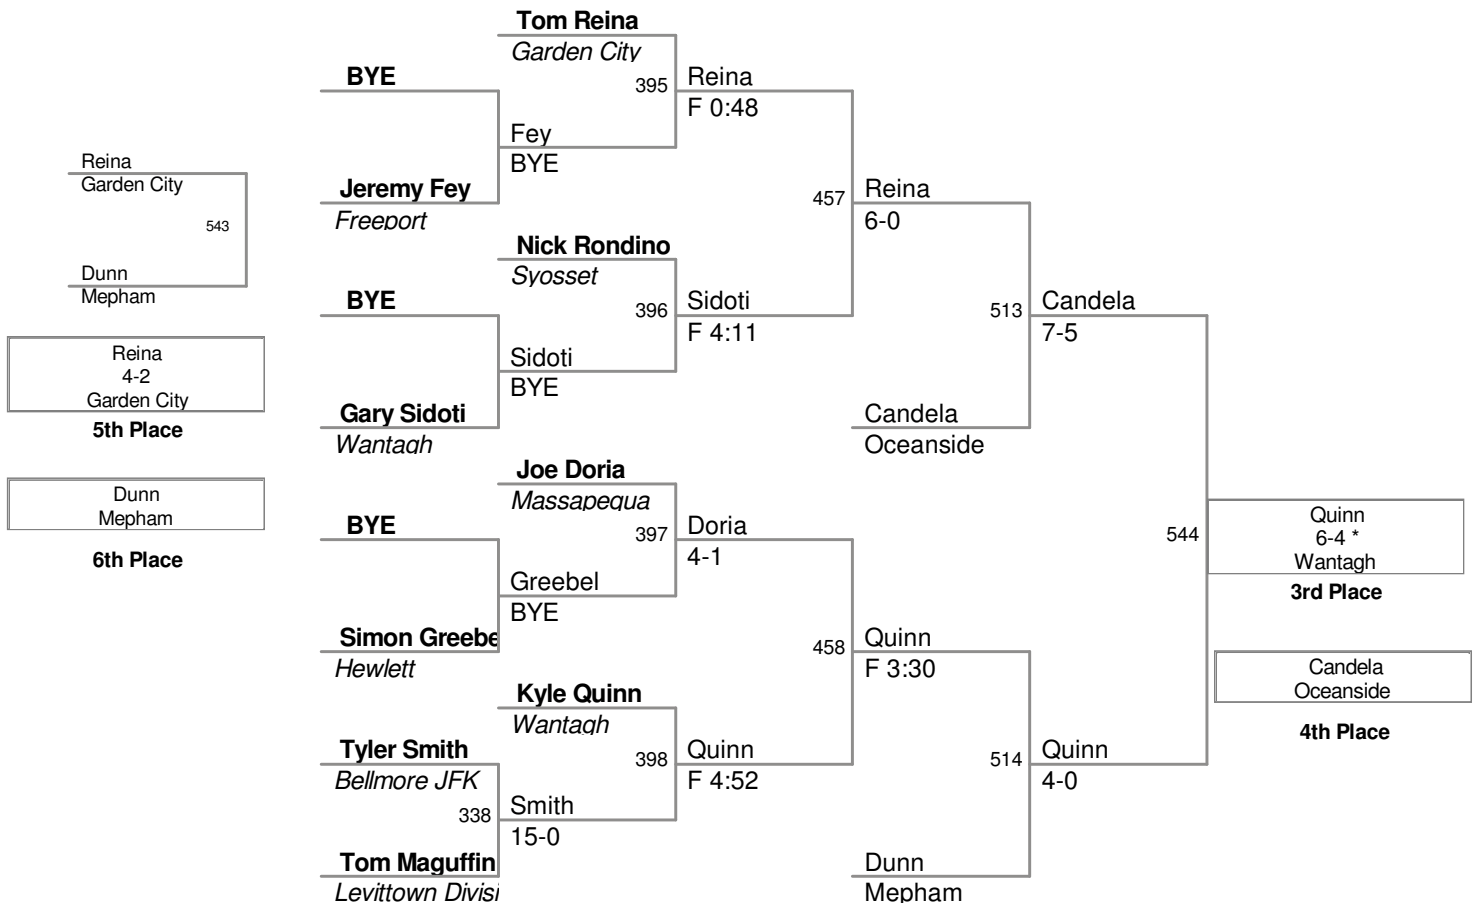 Tom Reina
Garden City
BYE
395
Reina
F 0:48
Fey
BYE
Reina
Garden City
Jeremy Fey
Freeport
457
Reina
6-0
543
Nick Rondino
Syosset
Dunn
Mepham
BYE
396
Sidoti
F 4:11
513
Candela
7-5
Sidoti
BYE
Reina
4-2
Garden City
5th Place
Gary Sidoti
Wantagh
Candela
Oceanside
Joe Doria
Massapequa
Dunn
Mepham
6th Place
BYE
397
Doria
4-1
544
Quinn
6-4 *
Wantagh
3rd Place
Greebel
BYE
Simon Greebe
Hewlett
458
Quinn
F 3:30
Candela
Oceanside
4th Place
Kyle Quinn
Wantagh
Tyler Smith
Bellmore JFK
398
Quinn
F 4:52
514
Quinn
4-0
338
Smith
15-0
Tom Maguffin
Levittown Divisi
Dunn
Mepham